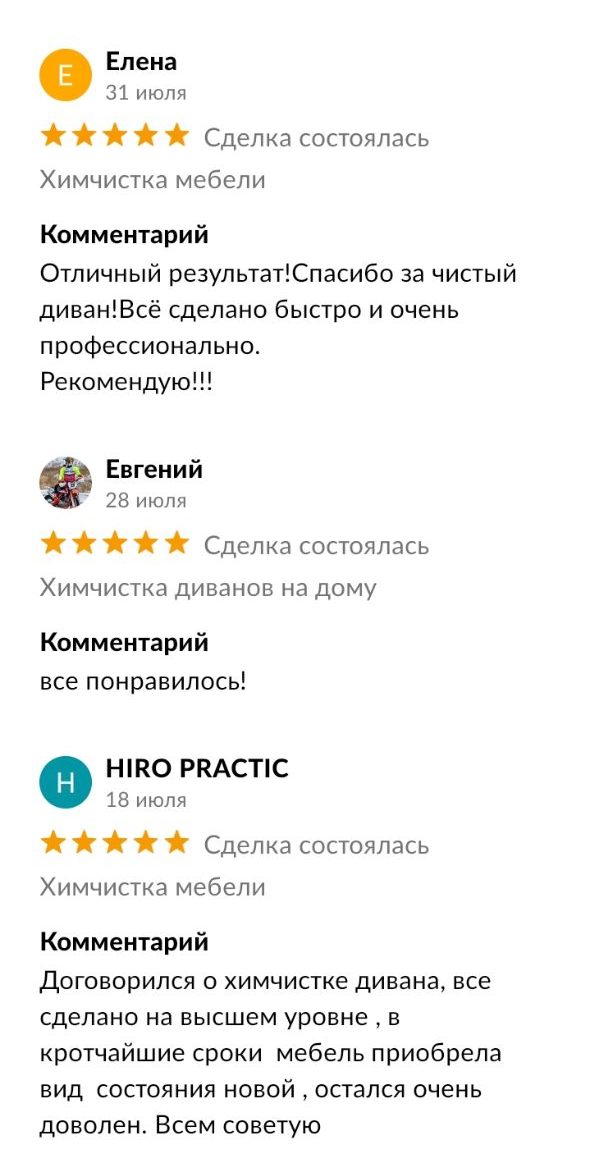 Е
Елена
31 июля
Сделка состоялась
Химчистка мебели
Комментарий
Отличный результат!Спасибо за чистый
диван!Всё сделано быстро и очень
профессионально.
Рекомендую!!!
Евгений
28 июля
Сделка состоялась
Химчистка диванов на дому
Комментарий
все понравилось!
H
HIRO PRACTIC
18 июля
Сделка состоялась
Химчистка мебели
Комментарий
Договорился о химчистке дивана, все
сделано на высшем уровне , в
кротчайшие сроки  мебель приобрела
вид  состояния новой , остался очень
доволен. Всем советую